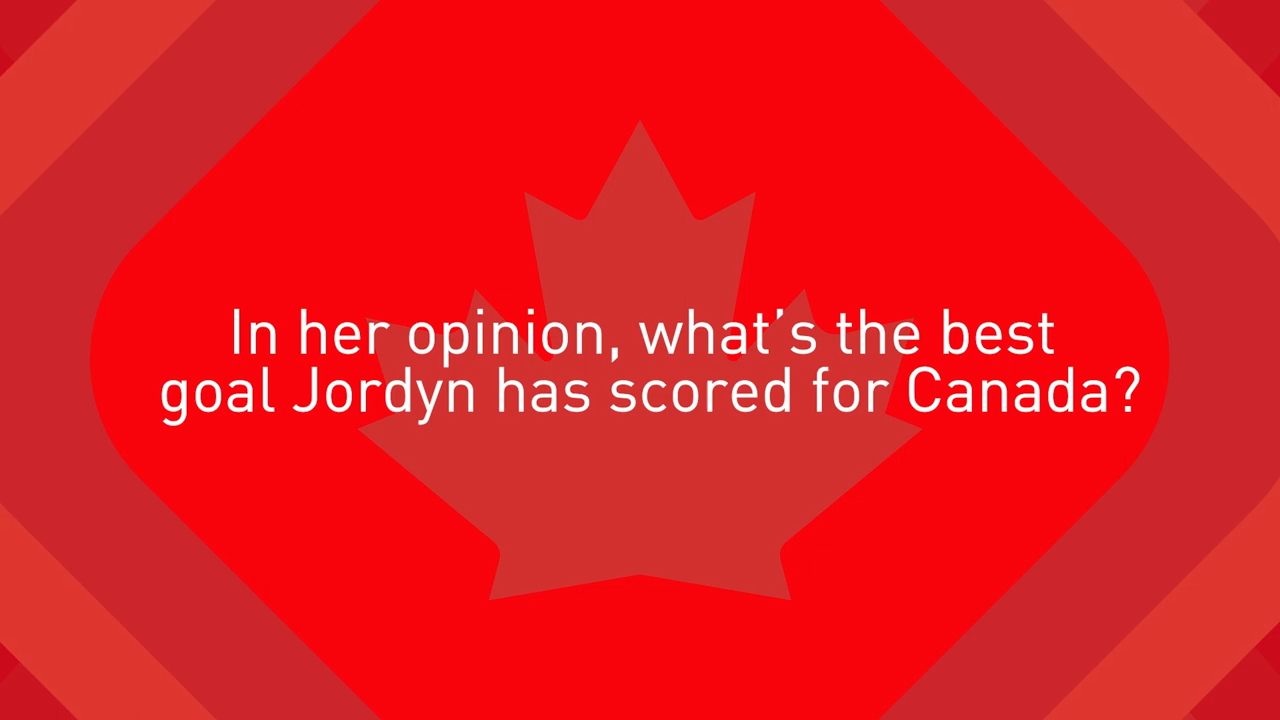 In her opinion, what’s the best
goal Jordyn has scored for Canada?